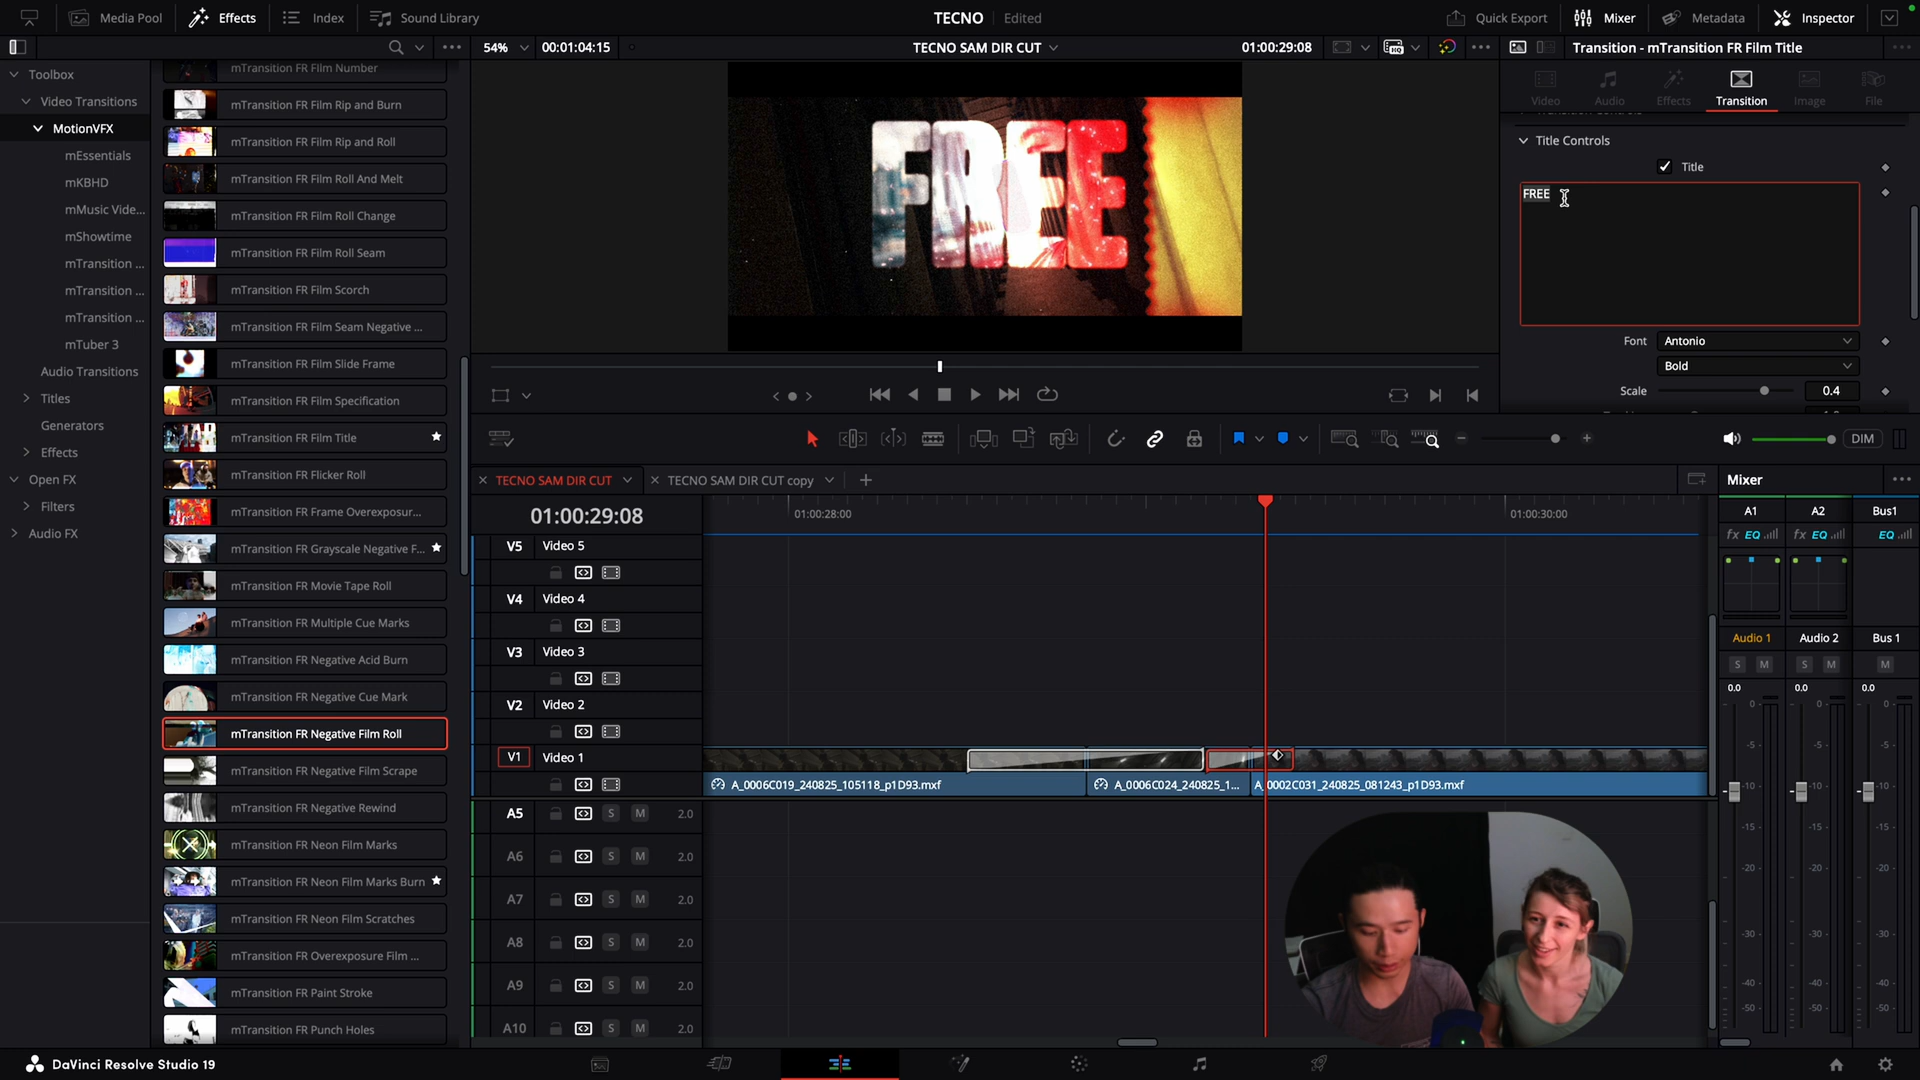 Media Pool
Effects
Index
Sound Library
TECNO
Edited
Quick Export
Mixer
Metadata
Inspector
54%
00:01:04:15
TECNO SAM DIR CUT
01:00:29:08
Transition - mTransition FR Film Title
Toolbox
Video Transitions
MotionVFX
mEssentials
mKBHD
mMusic Vide...
mShowtime
mTransition ...
mTransition ...
mTransition ...
mTuber 3
Audio Transitions
Titles
Generators
Effects
Open FX
Filters
Audio FX
mTransition FR Film Number
mTransition FR Film Rip and Burn
mTransition FR Film Rip and Roll
mTransition FR Film Roll And Melt
mTransition FR Film Roll Change
mTransition FR Film Roll Seam
mTransition FR Film Scorch
mTransition FR Film Seam Negative ...
mTransition FR Film Slide Frame
mTransition FR Film Specification
mTransition FR Film Title
mTransition FR Flicker Roll
mTransition FR Frame Overexposur...
mTransition FR Grayscale Negative F...
mTransition FR Movie Tape Roll
mTransition FR Multiple Cue Marks
mTransition FR Negative Acid Burn
mTransition FR Negative Cue Mark
mTransition FR Negative Film Roll
mTransition FR Negative Film Scrape
mTransition FR Negative Rewind
mTransition FR Neon Film Marks
mTransition FR Neon Film Marks Burn
mTransition FR Neon Film Scratches
mTransition FR Overexposure Film ...
mTransition FR Paint Stroke
mTransition FR Punch Holes
FREE
Video
Audio
Effects
Transition
Image
File
Title Controls
Title
FREE
Font
Antonio
Bold
Scale
0.4
DIM
TECNO SAM DIR CUT
TECNO SAM DIR CUT copy
Mixer
01:00:29:08
01:00:28:00
01:00:30:00
V5 Video 5
V4 Video 4
V3 Video 3
V2 Video 2
V1 Video 1
A_0006C019_240825_105118_p1D93.mxf
A_0006C024_240825_1...
A_0002C031_240825_081243_p1D93.mxf
A5 S M 2.0
A6 S M 2.0
A7 S M 2.0
A8 S M 2.0
A9 S M 2.0
A10 S M 2.0
A1 A2 Bus1
fx EQ fx EQ EQ
Audio 1 Audio 2 Bus 1
S M S M M
0.0 0.0 0.0
0 0 0
-5 -5 -5
-10 -10 -10
-15 -15 -15
-20 -20 -20
-30 -30 -30
-40 -40 -40
-50 -50 -50
DaVinci Resolve Studio 19